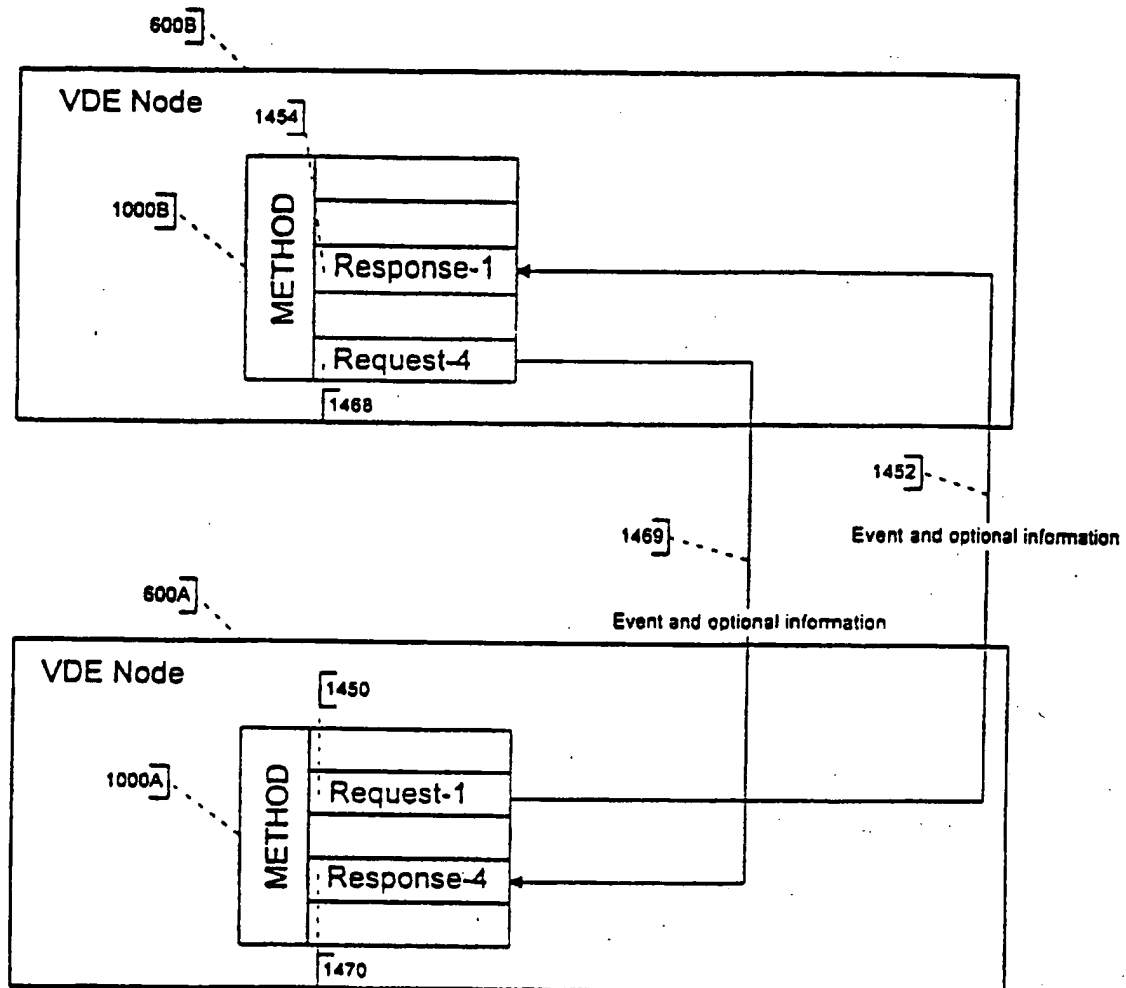 600B
VDE Node
1454
1000B
METHOD
Response-1
Request-4
1468
1452
1469
Event and optional information
600A
Event and optional information
VDE Node
1450
1000A
METHOD
Request-1
Response-4
1470